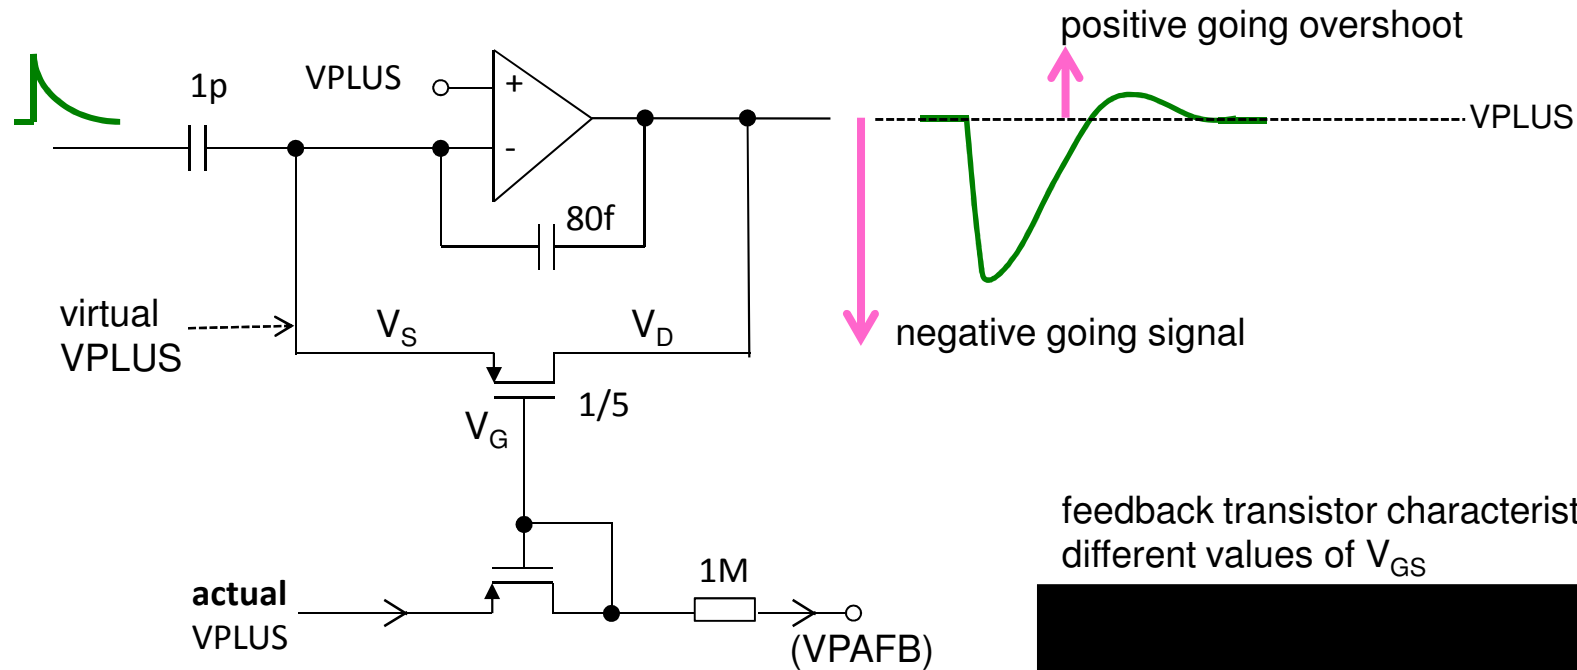 positive going overshoot
1p
VPLUS
+
-
VPLUS
80f
virtual
VPLUS
VS
VD
negative going signal
1/5
VG
feedback transistor characterist
different values of VGS
1M
actual
VPLUS
(VPAFB)